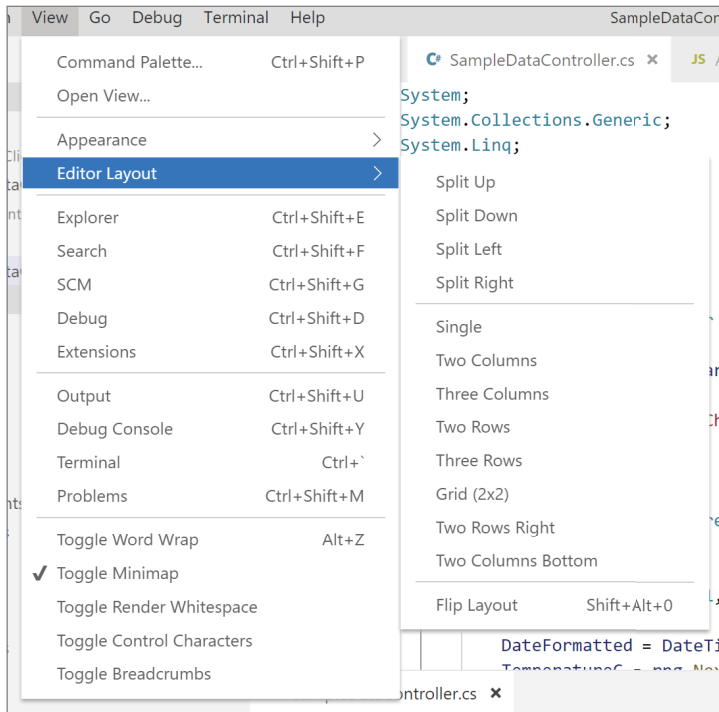 View Go Debug Terminal Help SampleDataCon
Command Palette... Ctrl+Shift+P
Open View...
Appearance
Editor Layout
Explorer Ctrl+Shift+E
Search Ctrl+Shift+F
SCM Ctrl+Shift+G
Debug Ctrl+Shift+D
Extensions Ctrl+Shift+X
Output Ctrl+Shift+U
Debug Console Ctrl+Shift+Y
Terminal Ctrl+`
Problems Ctrl+Shift+M
Toggle Word Wrap Alt+Z
✓ Toggle Minimap
Toggle Render Whitespace
Toggle Control Characters
Toggle Breadcrumbs
C# SampleDataController.cs ✕ JS
System;
System.Collections.Generic;
System.Linq;
Split Up
Split Down
Split Left
Split Right
Single
Two Columns
Three Columns
Two Rows
Three Rows
Grid (2x2)
Two Rows Right
Two Columns Bottom
Flip Layout Shift+Alt+0
DateFormatted = DateTi
ntroller.cs ✕